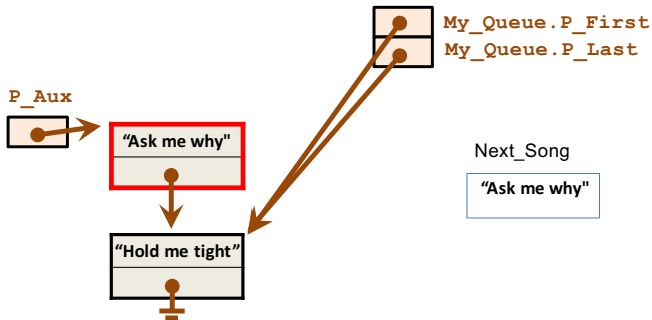 My_Queue.P_First
My_Queue.P_Last
P_Aux
“Ask me why"
Next_Song
“Ask me why"
“Hold me tight”